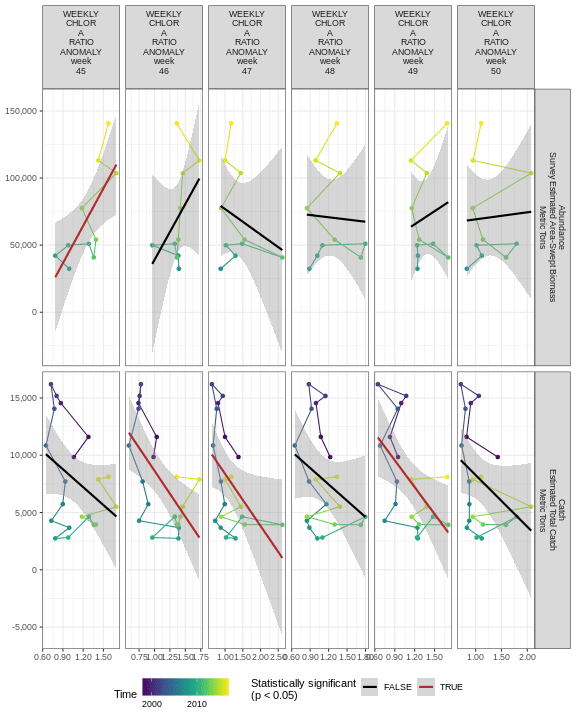 WEEKLY
CHLOR
A
RATIO
ANOMALY
week
45
WEEKLY
CHLOR
A
RATIO
ANOMALY
week
46
WEEKLY
CHLOR
A
RATIO
ANOMALY
week
47
WEEKLY
CHLOR
A
RATIO
ANOMALY
week
48
WEEKLY
CHLOR
A
RATIO
ANOMALY
week
49
WEEKLY
CHLOR
A
RATIO
ANOMALY
week
50
150,000
100,000
50,000
0
Abundance
Survey Estimated Area-Swept Biomass
Metric Tons
15,000
10,000
5,000
0
-5,000
Catch
Estimated Total Catch
Metric Tons
0.60 0.90 1.20 1.50
0.75 1.00 1.25 1.50 1.75
1.00 1.25 1.50 1.75 2.00 2.50
0.60 0.90 1.20 1.50 1.80
0.60 0.90 1.20 1.50
1.00 1.50 2.00
Time
2000 2010
Statistically significant
(p < 0.05)
FALSE
TRUE